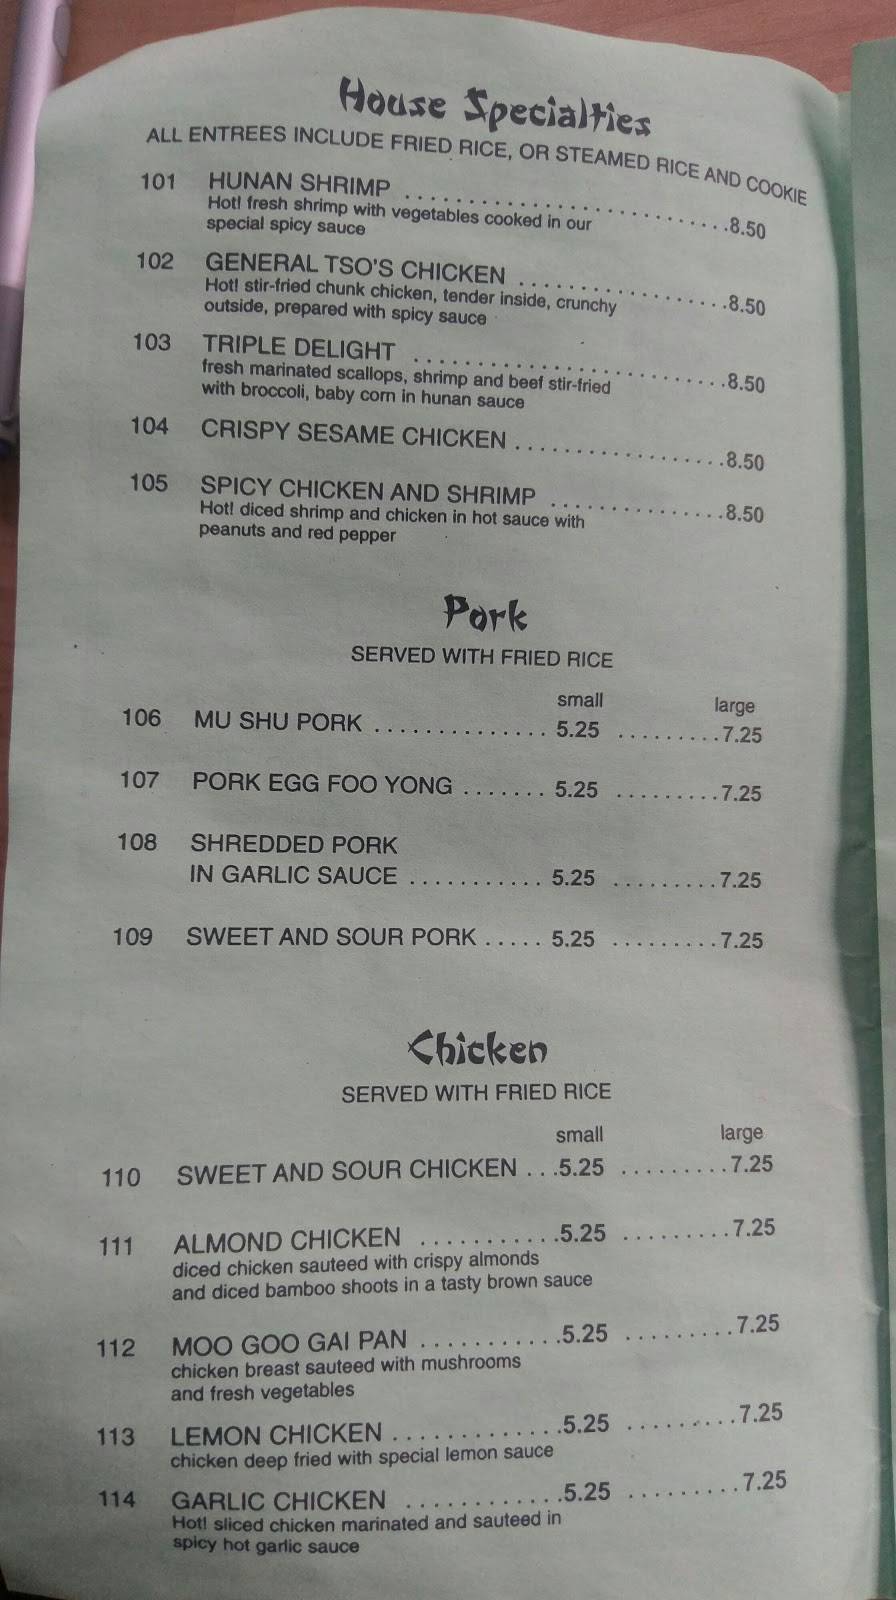 House Specialties
ALL ENTREES INCLUDE FRIED RICE, OR STEAMED RICE AND COOKIE
101 HUNAN SHRIMP ........................... 8.50
Hot! fresh shrimp with vegetables cooked in our
special spicy sauce
102 GENERAL TSO'S CHICKEN .................. 8.50
Hot! stir-fried chunk chicken, tender inside, crunchy
outside, prepared with spicy sauce
103 TRIPLE DELIGHT ........................... 8.50
fresh marinated scallops, shrimp and beef stir-fried
with broccoli, baby corn in hunan sauce
104 CRISPY SESAME CHICKEN .................. 8.50
105 SPICY CHICKEN AND SHRIMP ............... 8.50
Hot! diced shrimp and chicken in hot sauce with
peanuts and red pepper
Pork
SERVED WITH FRIED RICE
small large
106 MU SHU PORK .............. 5.25 ......... 7.25
107 PORK EGG FOO YONG ....... 5.25 ......... 7.25
108 SHREDDED PORK
IN GARLIC SAUCE ........... 5.25 ......... 7.25
109 SWEET AND SOUR PORK ..... 5.25 ......... 7.25
Chicken
SERVED WITH FRIED RICE
small large
110 SWEET AND SOUR CHICKEN ...5.25 ......... 7.25
111 ALMOND CHICKEN ...........5.25 ......... 7.25
diced chicken sauteed with crispy almonds
and diced bamboo shoots in a tasty brown sauce
112 MOO GOO GAI PAN ...........5.25 ......... 7.25
chicken breast sauteed with mushrooms
and fresh vegetables
113 LEMON CHICKEN .............5.25 ......... 7.25
chicken deep fried with special lemon sauce
114 GARLIC CHICKEN ............5.25 ......... 7.25
Hot! sliced chicken marinated and sauteed in
spicy hot garlic sauce